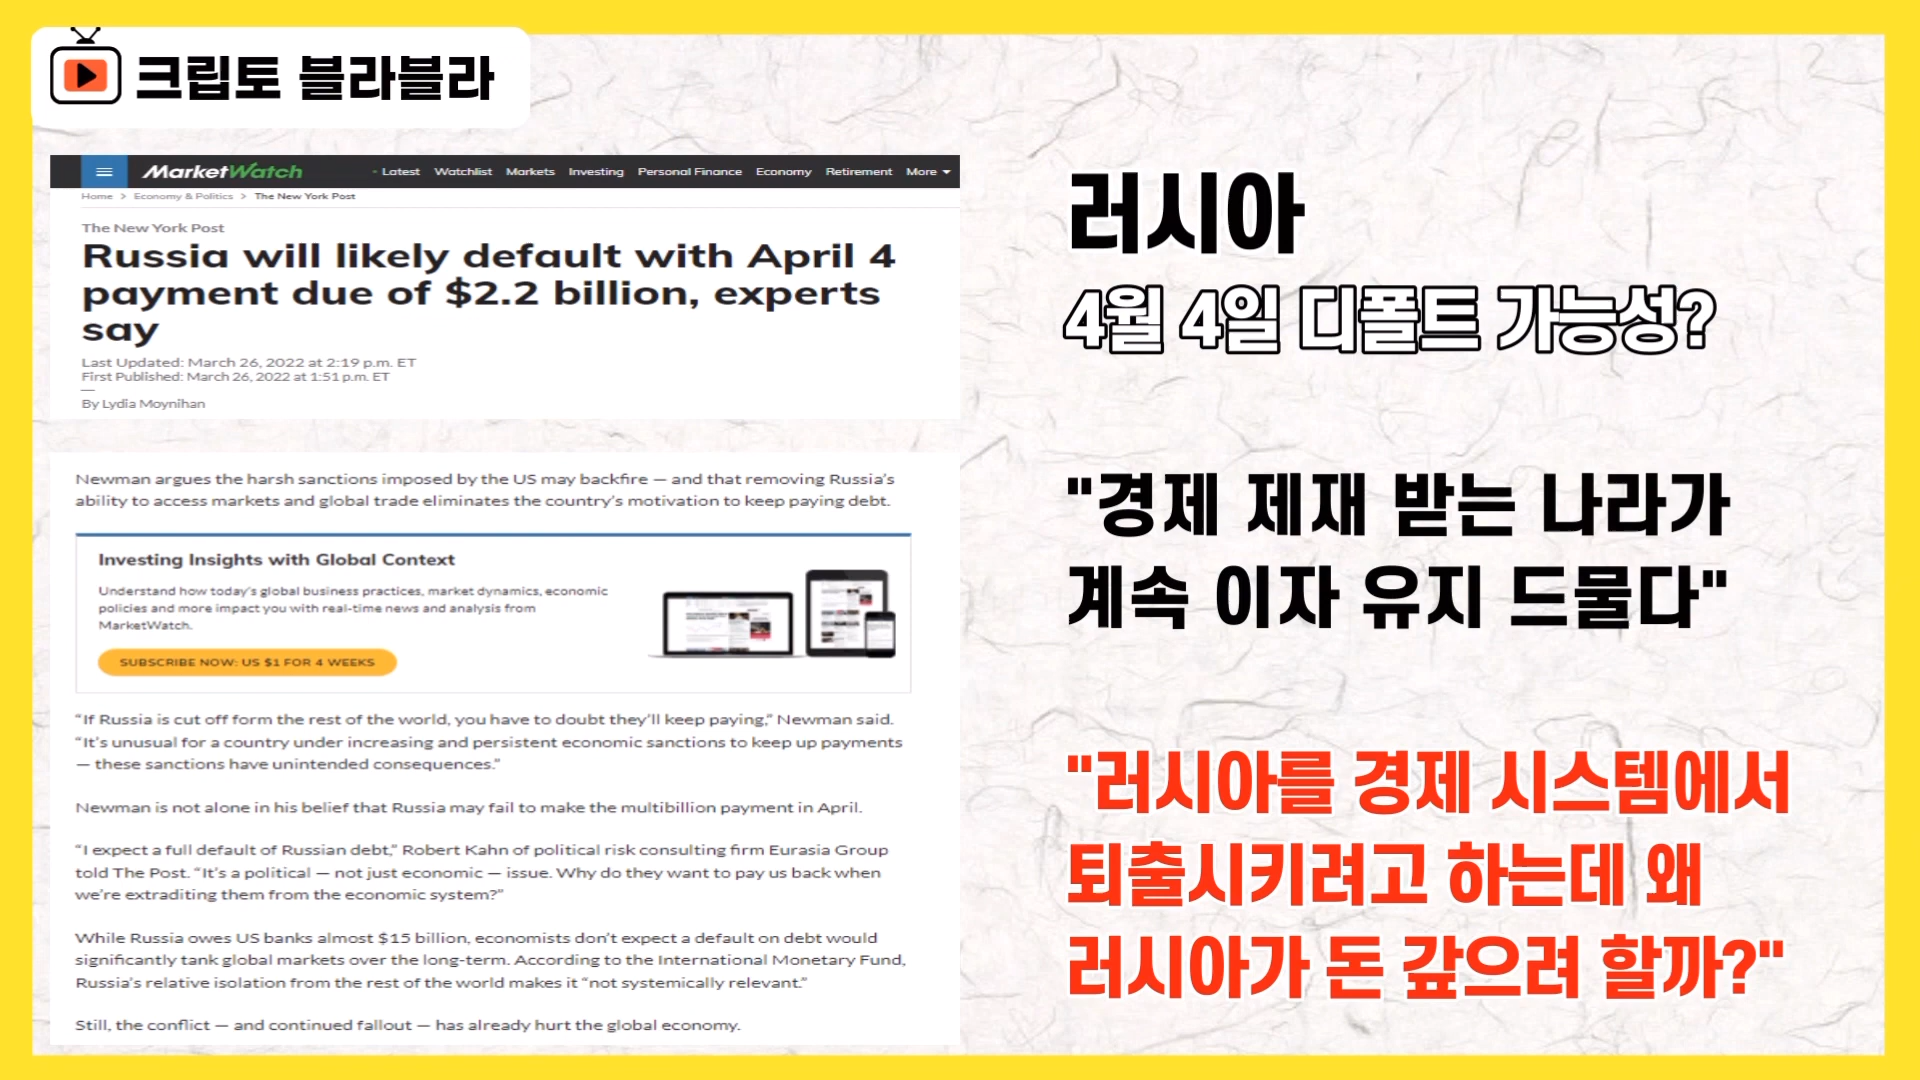 크립토 블라블라
MarketWatch
Latest Watchlist Markets Investing Personal Finance Economy Retirement More
Home > Economy & Politics > The New York Post
The New York Post
Russia will likely default with April 4
payment due of $2.2 billion, experts
say
Last Updated: March 26, 2022 at 2:19 p.m. ET
First Published: March 26, 2022 at 1:51 p.m. ET
—
By Lydia Moynihan
Newman argues the harsh sanctions imposed by the US may backfire — and that removing Russia’s
ability to access markets and global trade eliminates the country’s motivation to keep paying debt.
Investing Insights with Global Context
Understand how today’s global business practices, market dynamics, economic
policies and more impact you with real-time news and analysis from
MarketWatch.
SUBSCRIBE NOW: US $1 FOR 4 WEEKS
“If Russia is cut off form the rest of the world, you have to doubt they’ll keep paying,” Newman said.
“It’s unusual for a country under increasing and persistent economic sanctions to keep up payments
— these sanctions have unintended consequences.”
Newman is not alone in his belief that Russia may fail to make the multibillion payment in April.
“I expect a full default of Russian debt,” Robert Kahn of political risk consulting firm Eurasia Group
told The Post. “It’s a political — not just economic — issue. Why do they want to pay us back when
we’re extraditing them from the economic system?”
While Russia owes US banks almost $15 billion, economists don’t expect a default on debt would
significantly tank global markets over the long-term. According to the International Monetary Fund,
Russia’s relative isolation from the rest of the world makes it “not systemically relevant.”
Still, the conflict — and continued fallout — has already hurt the global economy.
러시아
4월 4일 디폴트 가능성?
"경제 제재 받는 나라가
계속 이자 유지 드물다"
"러시아를 경제 시스템에서
퇴출시키려고 하는데 왜
러시아가 돈 갚으려 할까?"